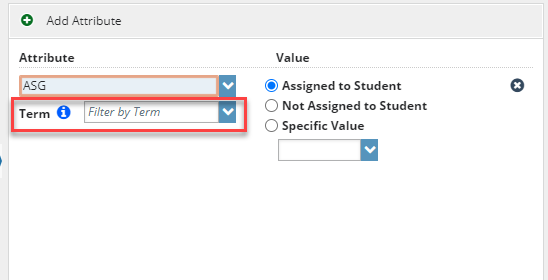 Add Attribute
Attribute Value
ASG Assigned to Student
Not Assigned to Student
Term Filter by Term
Specific Value